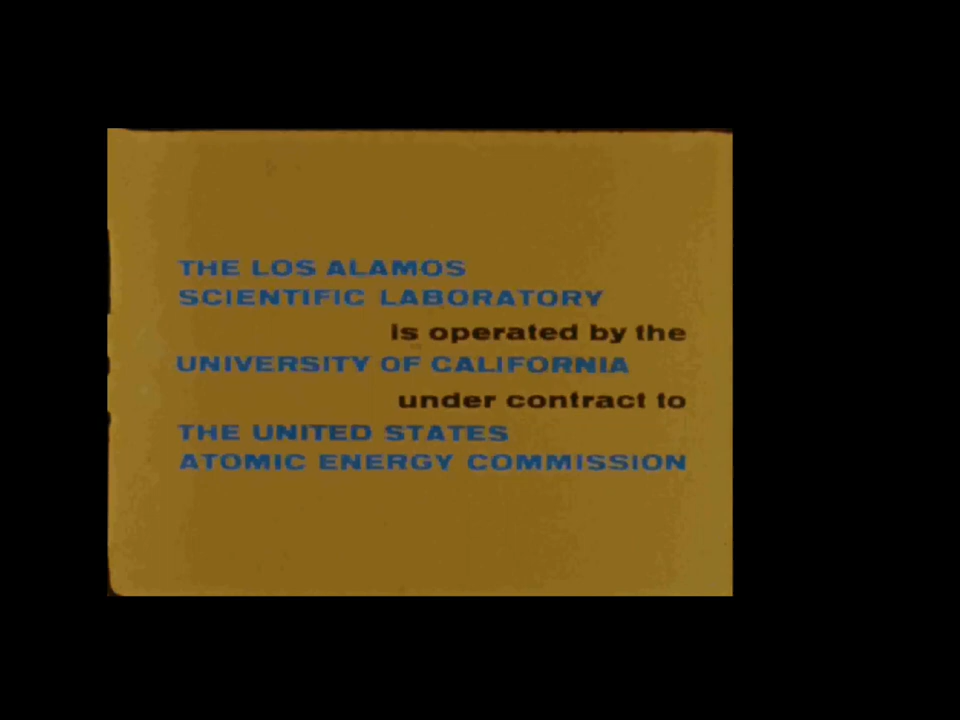 THE LOS ALAMOS
SCIENTIFIC LABORATORY
is operated by the
UNIVERSITY OF CALIFORNIA
under contract to
THE UNITED STATES
ATOMIC ENERGY COMMISSION